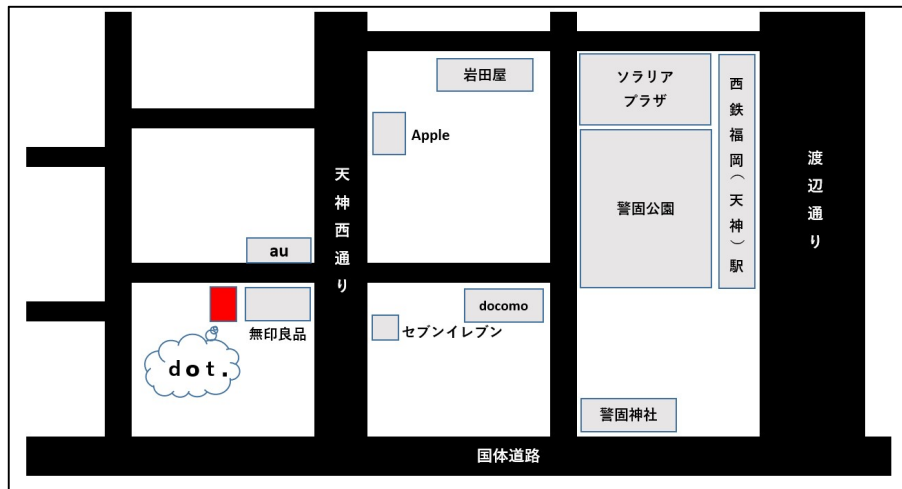 岩田屋
ソラリア
プラザ
西鉄福岡（天神）駅
Apple
天神西通り
渡辺通り
警固公園
au
無印良品
docomo
セブンイレブン
dot.
警固神社
国体道路